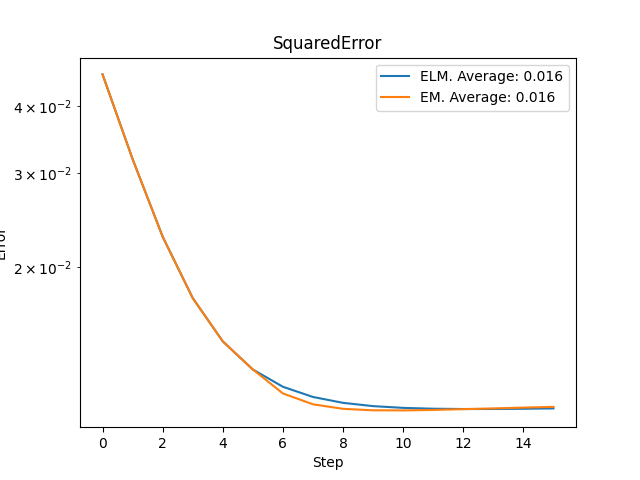 SquaredError
ELM. Average: 0.016
EM. Average: 0.016
4 × 10⁻²
3 × 10⁻²
2 × 10⁻²
Error
0 2 4 6 8 10 12 14
Step